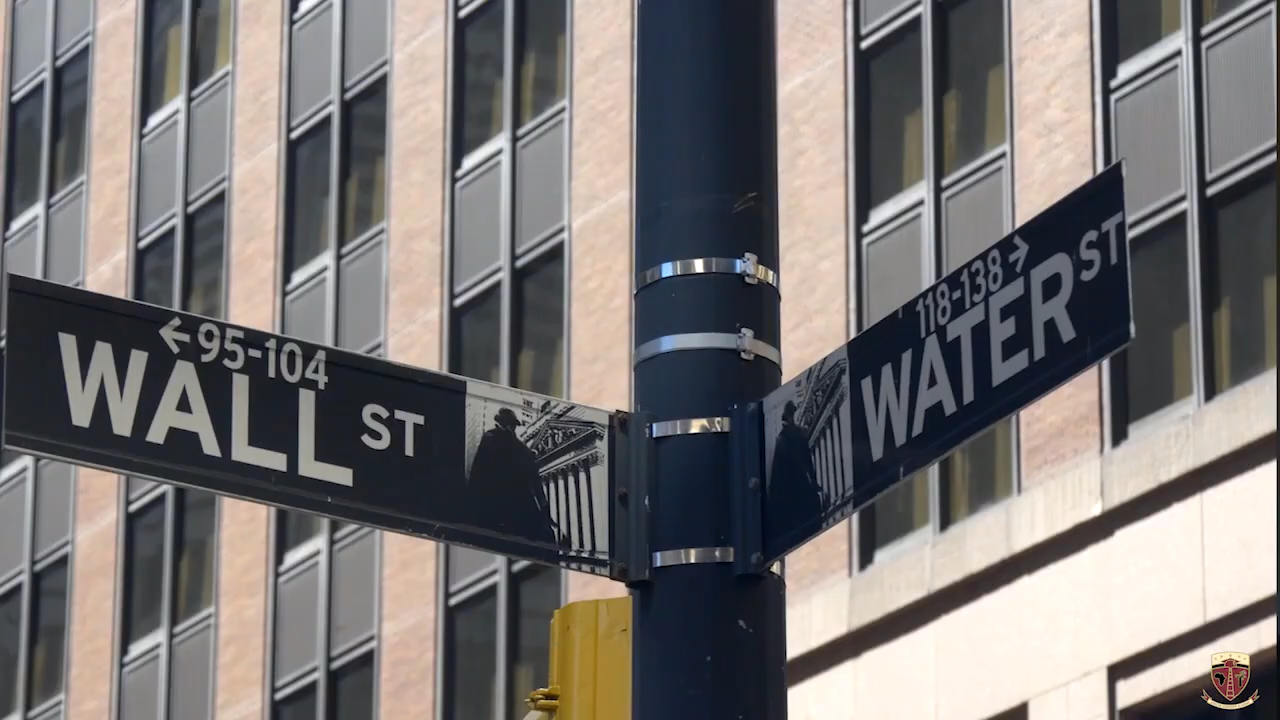 ←95-104
WALL ST
118-138→
WATER ST